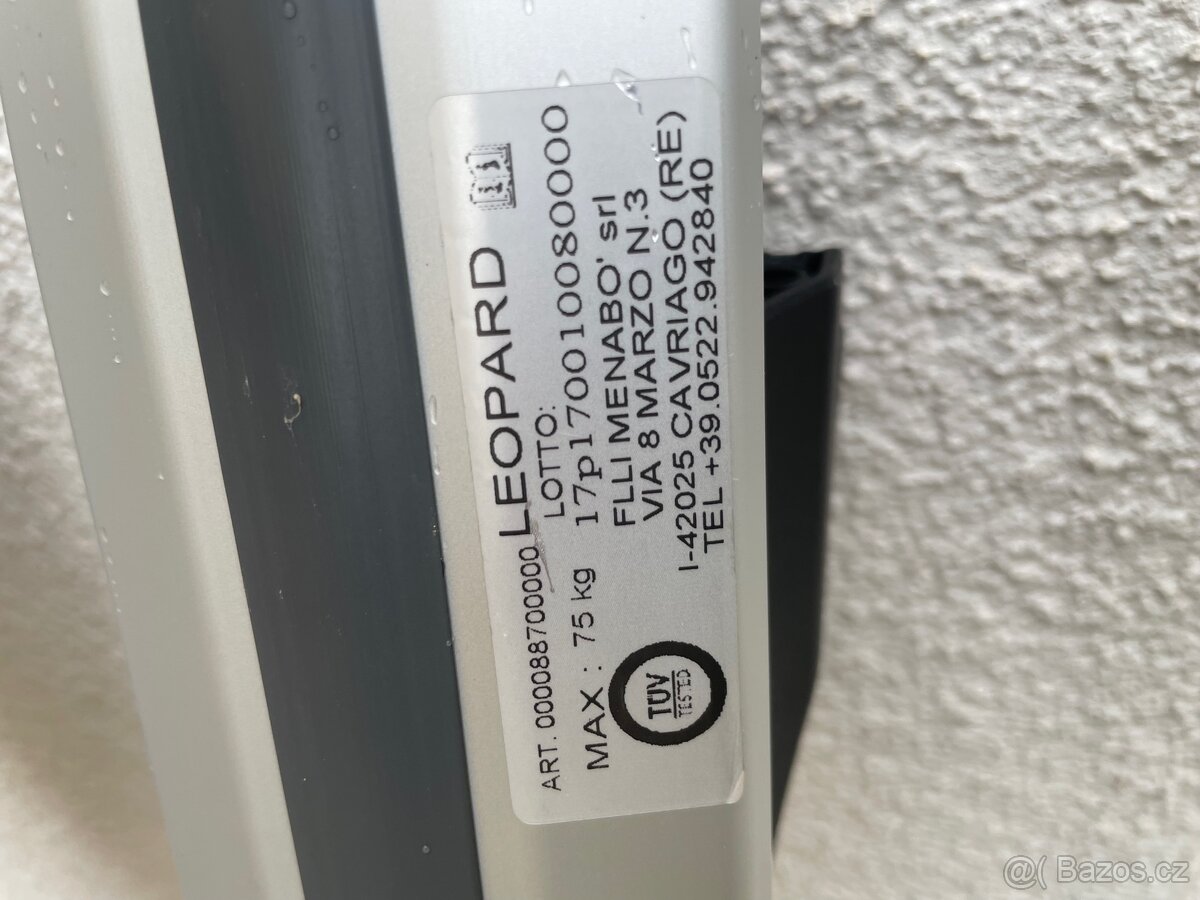 ART. 000088700000 LEOPARD
LOTTO:
MAX : 75 kg 17p170010080000
FLLI MENABO' srl
VIA 8 MARZO N.3
I-42025 CAVRIAGO (RE)
TEL +39.0522.942840
TÜV
TESTED
@( Bazos.cz